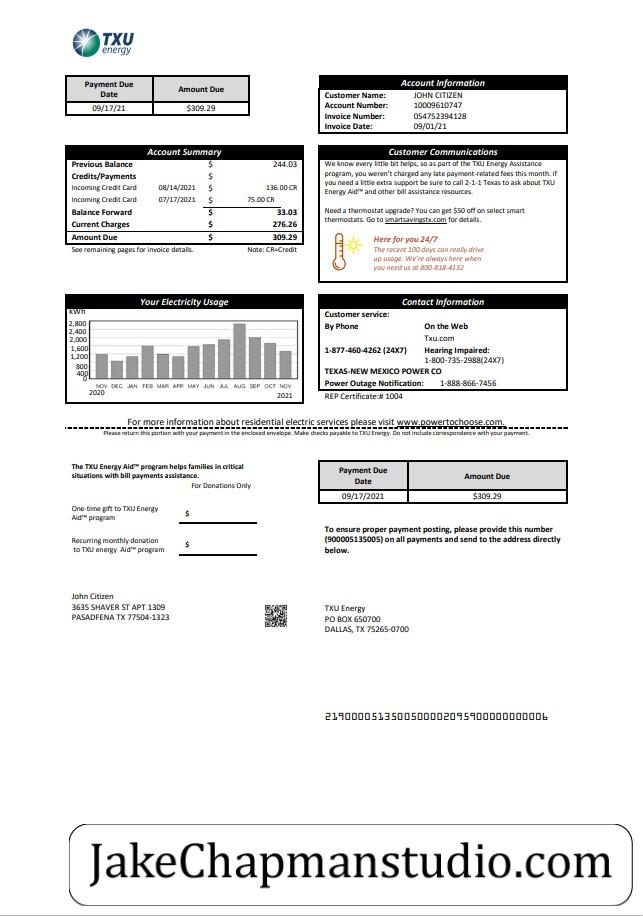 TXU
energy
Payment Due Date Amount Due
09/17/21 $309.29
Account Information
Customer Name: JOHN CITIZEN
Account Number: 10009610747
Invoice Number: 054752394128
Invoice Date: 09/01/21
Account Summary
Previous Balance $ 244.03
Credits/Payments $
Incoming Credit Card 08/14/2021 $ 136.00 CR
Incoming Credit Card 07/17/2021 $ 75.00 CR
Balance Forward $ 33.03
Current Charges $ 276.26
Amount Due $ 309.29
See remaining pages for invoice details. Note: CR=Credit
Customer Communications
We know every little bit helps, so as part of the TXU Energy Assistance
program, you weren't charged any late payment-related fees this month. If
you need a little extra support be sure to call 2-1-1 Texas to ask about TXU
Energy Aid™ and other bill assistance resources.
Need a thermostat upgrade? You can get $50 off on select smart
thermostats. Go to smartsavingstx.com for details.
Here for you 24/7
The recent 100 days can really drive
up usage. We're always here when
you need us at 800-818-4132
Your Electricity Usage
kWh
2,800
2,400
2,000
1,600
1,200
800
400
0
NOV DEC JAN FEB MAR APR MAY JUN JUL AUG SEP OCT NOV
2020 2021
Contact Information
Customer service:
By Phone On the Web
Txu.com
1-877-460-4262 (24X7) Hearing Impaired:
1-800-735-2988(24X7)
TEXAS-NEW MEXICO POWER CO
Power Outage Notification: 1-888-866-7456
REP Certificate:# 1004
For more information about residential electric services please visit www.powertochoose.com.
Please return this portion with your payment in the enclosed envelope. Make checks payable to TXU Energy. Do not include correspondence with your payment.
The TXU Energy Aid™ program helps families in critical
situations with bill payments assistance.
For Donations Only
One-time gift to TXU Energy
Aid™ program $
Recurring monthly donation
to TXU energy Aid™ program $
Payment Due Date Amount Due
09/17/2021 $309.29
To ensure proper payment posting, please provide this number
(900005135005) on all payments and send to the address directly
below.
John Citizen
3635 SHAVER ST APT 1309
PASADFENA TX 77504-1323
TXU Energy
PO BOX 650700
DALLAS, TX 75265-0700
JakeChapmanstudio.com